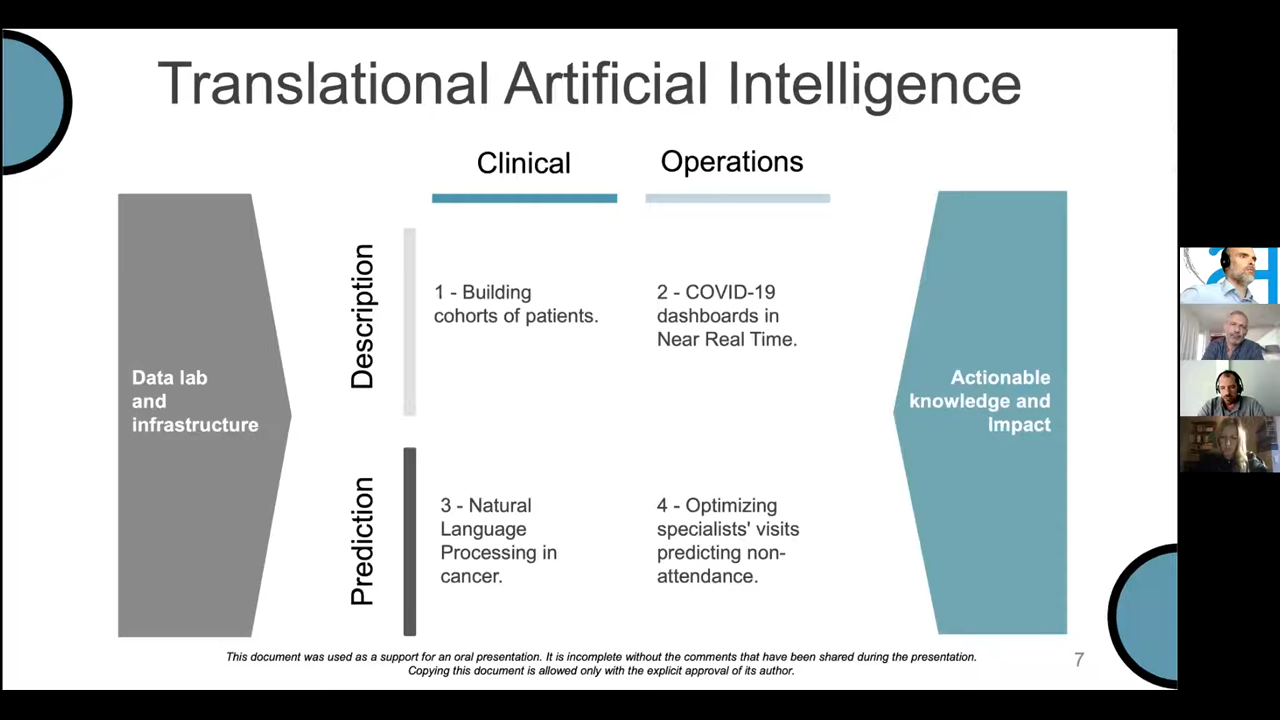 Translational Artificial Intelligence
Clinical
Operations
Description
1 - Building
cohorts of patients.
2 - COVID-19
dashboards in
Near Real Time.
Data lab
and
infrastructure
Actionable
knowledge and
Impact
Prediction
3 - Natural
Language
Processing in
cancer.
4 - Optimizing
specialists' visits
predicting non-
attendance.
This document was used as a support for an oral presentation. It is incomplete without the comments that have been shared during the presentation.
Copying this document is allowed only with the explicit approval of its author.
7